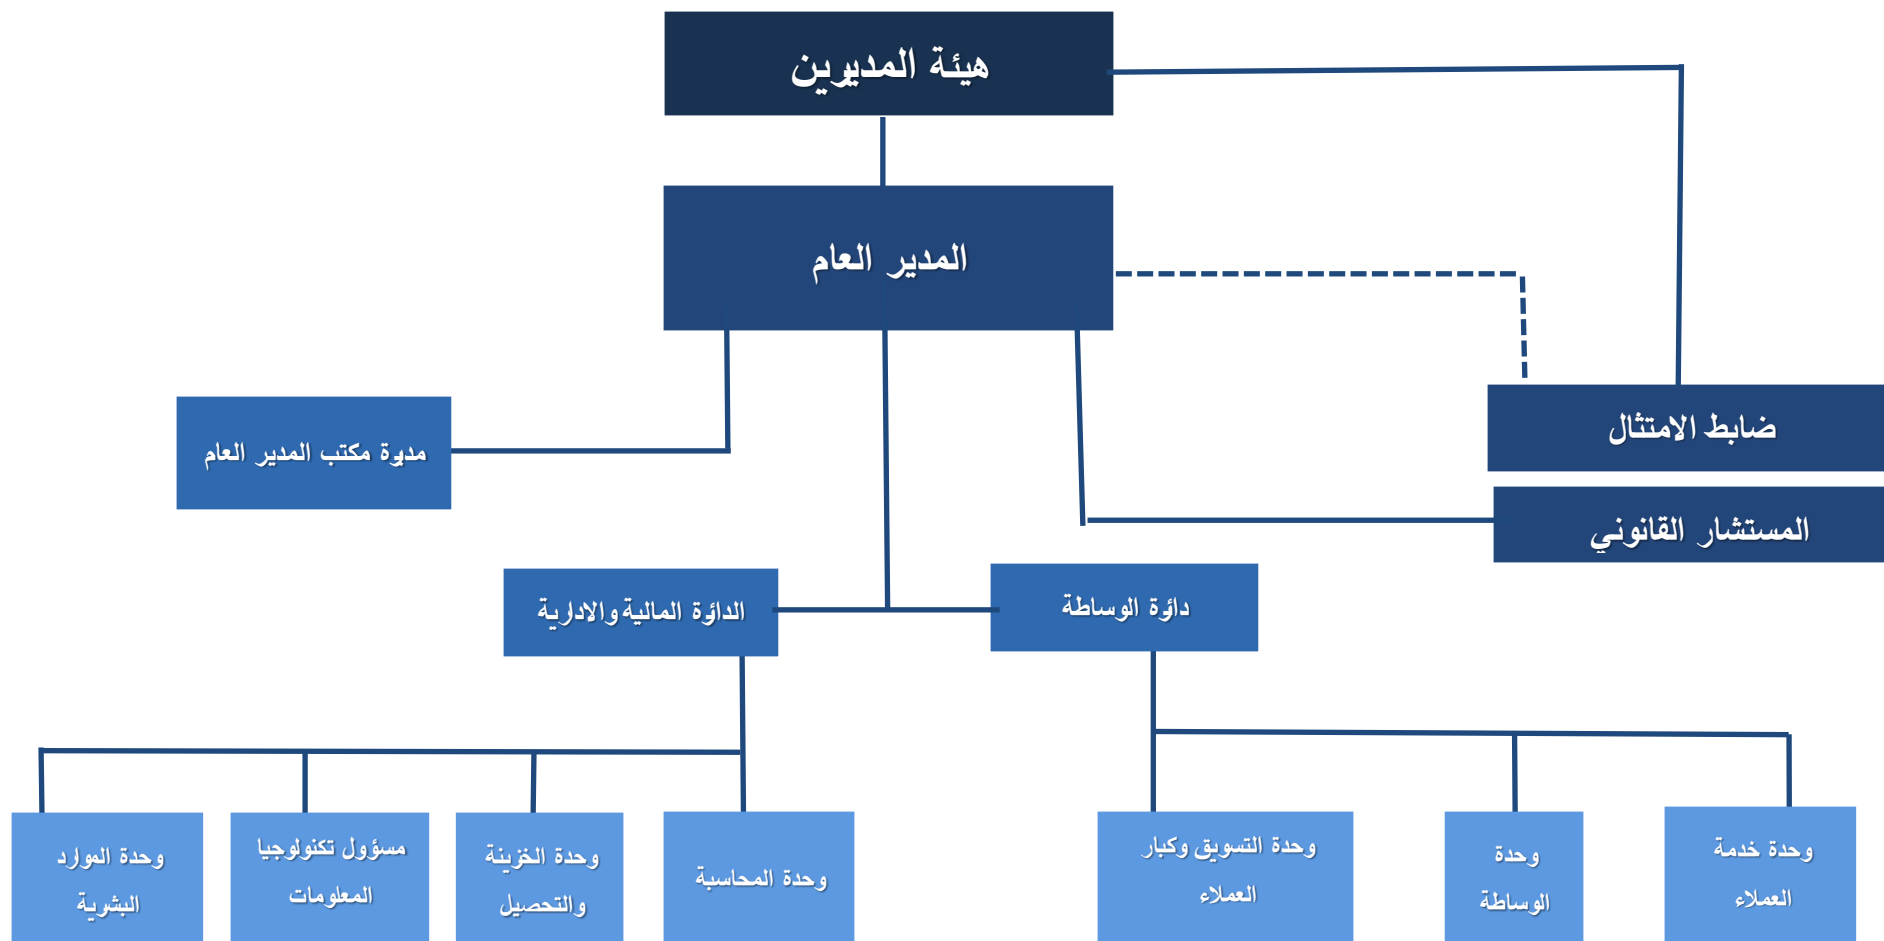 هيئة المديرين
المدير العام
ضابط الامتثال
مديرة مكتب المدير العام
المستشار القانوني
دائرة الوساطة
الدائرة المالية والادارية
وحدة خدمة
العملاء
وحدة
الوساطة
وحدة التسويق وكبار
العملاء
وحدة المحاسبة
وحدة الخزينة
والتحصيل
مسؤول تكنولوجيا
المعلومات
وحدة الموارد
البشرية